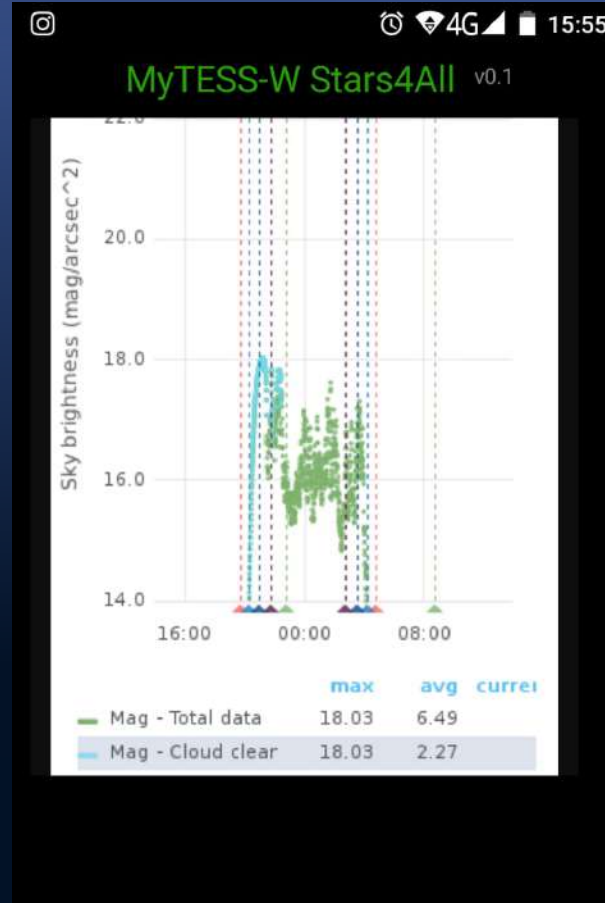 4G 15:55
MyTESS-W Stars4All v0.1
Sky brightness (mag/arcsec^2)
22.0
20.0
18.0
16.0
14.0
16:00 00:00 08:00
max avg
Mag - Total data 18.03 6.49
Mag - Cloud clear 18.03 2.27